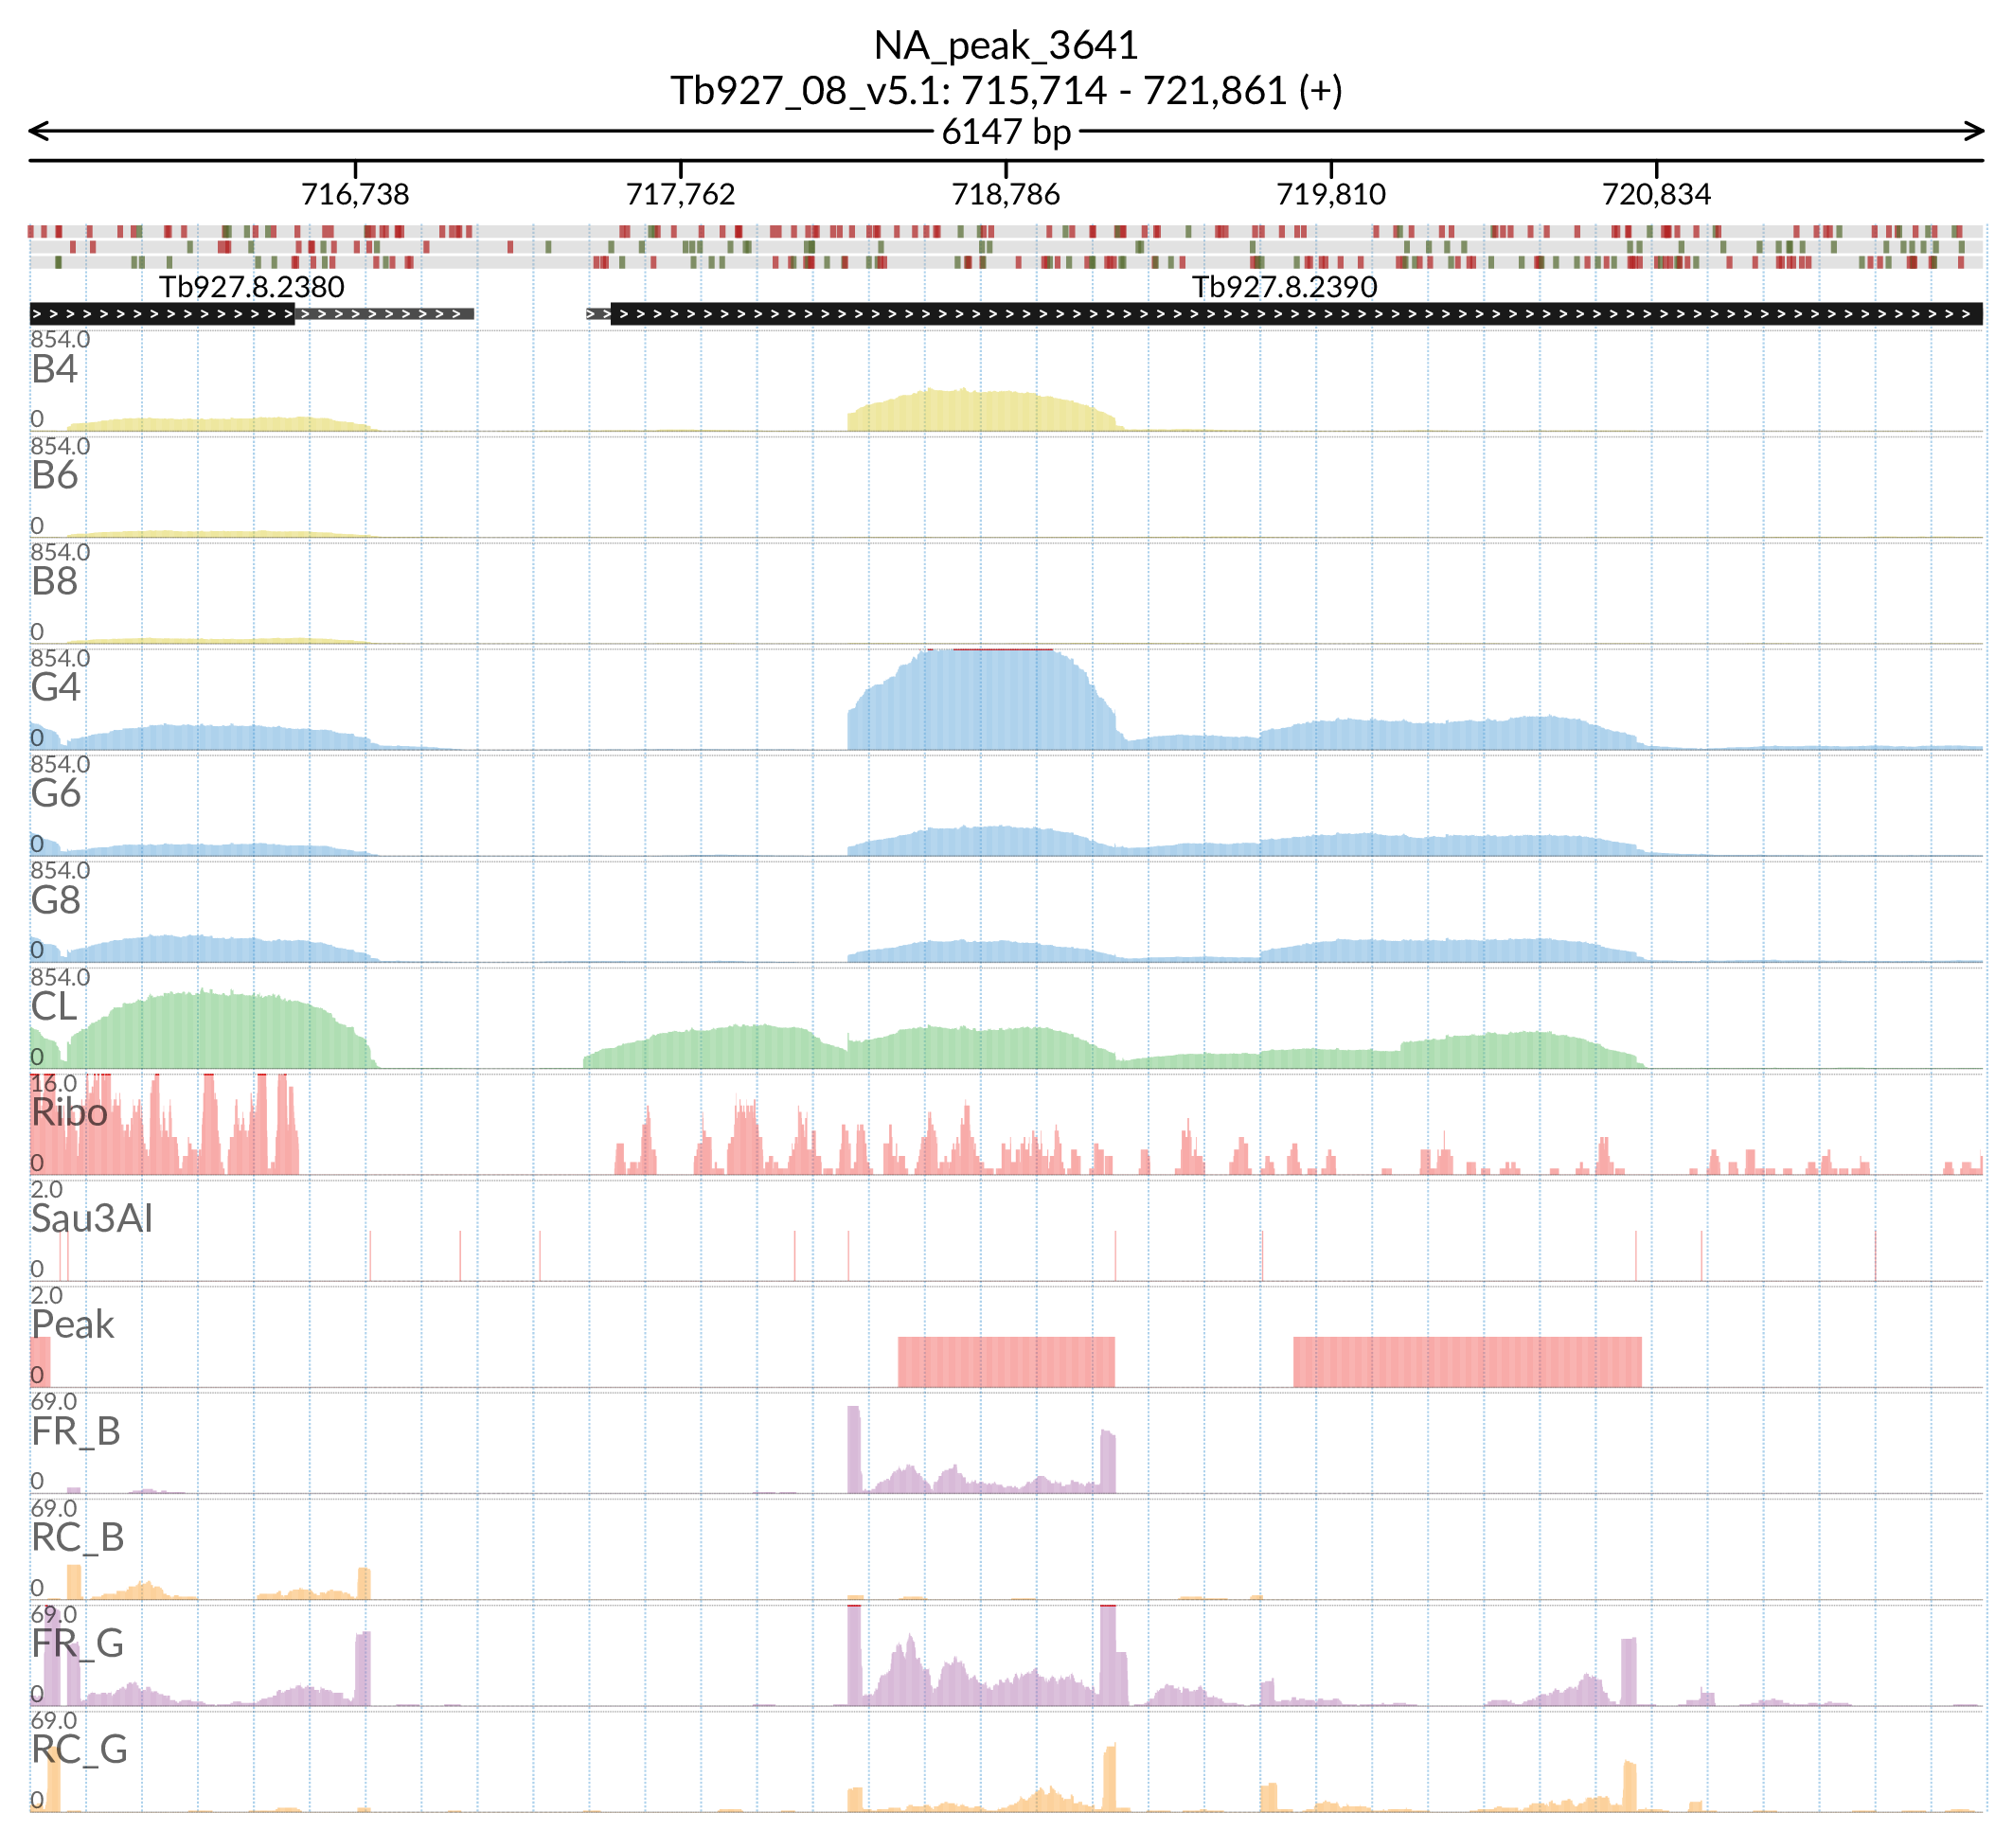 NA_peak_3641
Tb927_08_v5.1: 715,714 - 721,861 (+)
6147 bp
716,738 717,762 718,786 719,810 720,834
Tb927.8.2380 Tb927.8.2390
854.0
B4
0
854.0
B6
0
854.0
B8
0
854.0
G4
0
854.0
G6
0
854.0
G8
0
854.0
CL
0
16.0
Ribo
0
2.0
Sau3AI
0
2.0
Peak
0
69.0
FR_B
0
69.0
RC_B
0
69.0
FR_G
0
69.0
RC_G
0